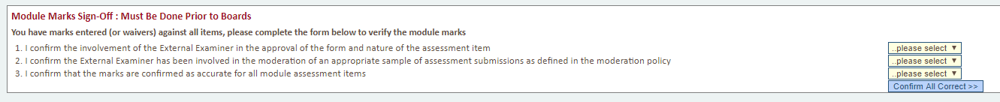 Module Marks Sign-Off : Must Be Done Prior to Boards
You have marks entered (or waivers) against all items, please complete the form below to verify the module marks
1. I confirm the involvement of the External Examiner in the approval of the form and nature of the assessment item ..please select ▼
2. I confirm the External Examiner has been involved in the moderation of an appropriate sample of assessment submissions as defined in the moderation policy ..please select ▼
3. I confirm that the marks are confirmed as accurate for all module assessment items ..please select ▼
Confirm All Correct >>